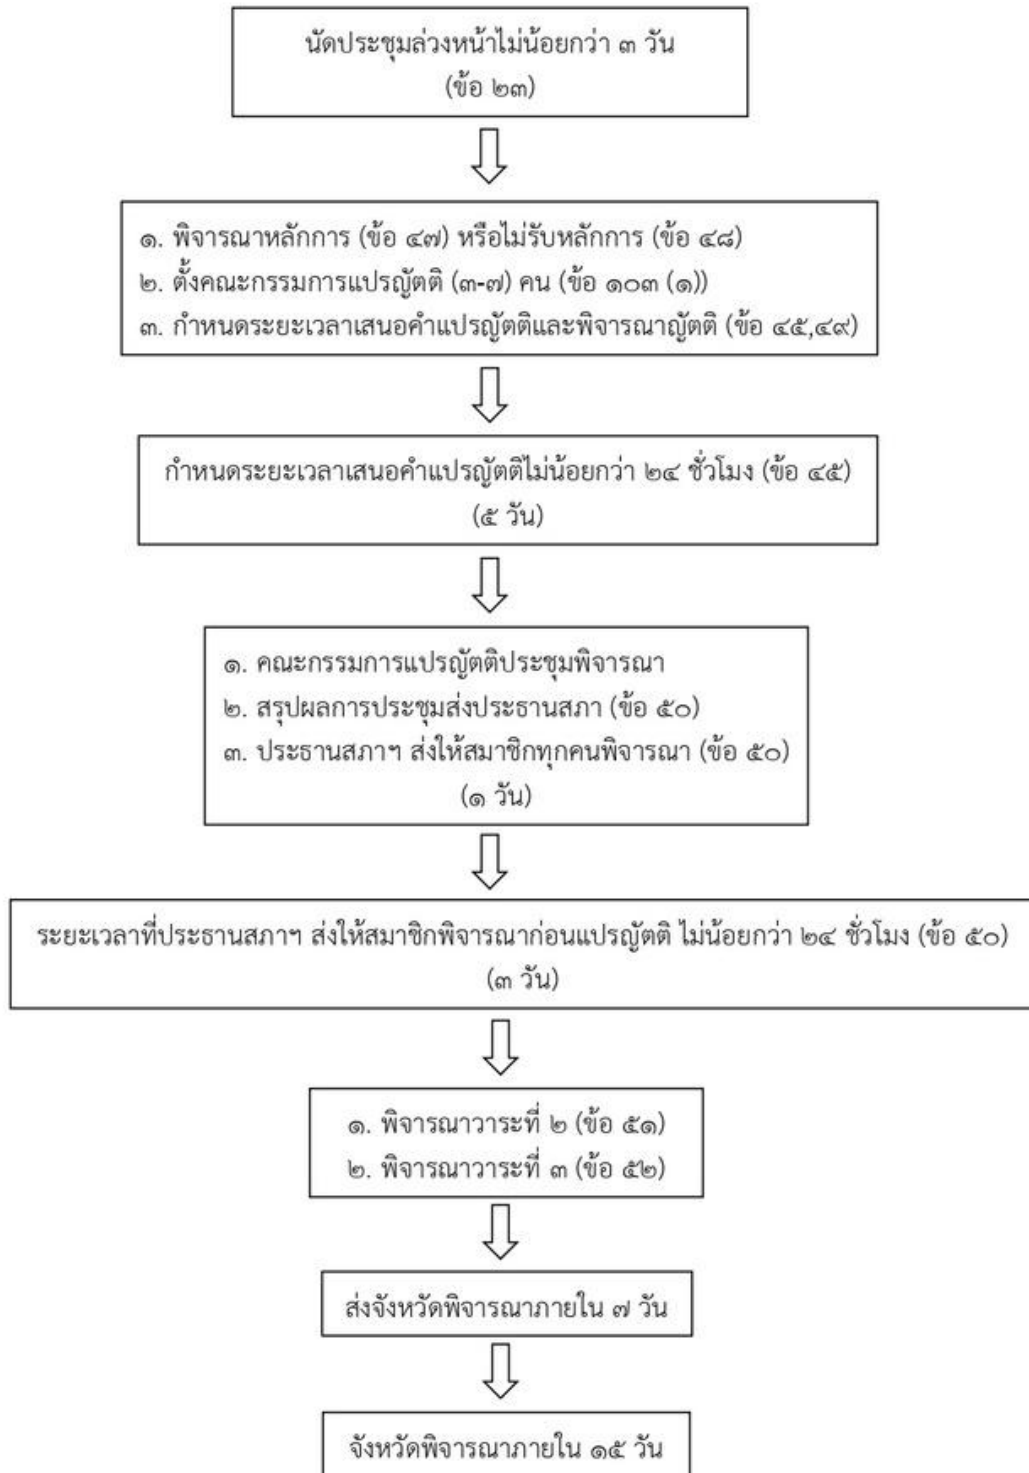 นัดประชุมล่วงหน้าไม่น้อยกว่า ๓ วัน
(ข้อ ๒๓)
๑. พิจารณาหลักการ (ข้อ ๔๗) หรือไม่รับหลักการ (ข้อ ๔๘)
๒. ตั้งคณะกรรมการแปรญัตติ (๓-๗) คน (ข้อ ๑๐๓ (๑))
๓. กำหนดระยะเวลาเสนอคำแปรญัตติและพิจารณาญัตติ (ข้อ ๔๕,๔๙)
กำหนดระยะเวลาเสนอคำแปรญัตติไม่น้อยกว่า ๒๔ ชั่วโมง (ข้อ ๔๕)
(๕ วัน)
๑. คณะกรรมการแปรญัตติประชุมพิจารณา
๒. สรุปผลการประชุมส่งประธานสภา (ข้อ ๕๐)
๓. ประธานสภาฯ ส่งให้สมาชิกทุกคนพิจารณา (ข้อ ๕๐)
(๑ วัน)
ระยะเวลาที่ประธานสภาฯ ส่งให้สมาชิกพิจารณาก่อนแปรญัตติ ไม่น้อยกว่า ๒๔ ชั่วโมง (ข้อ ๕๐)
(๓ วัน)
๑. พิจารณาวาระที่ ๒ (ข้อ ๕๑)
๒. พิจารณาวาระที่ ๓ (ข้อ ๕๒)
ส่งจังหวัดพิจารณาภายใน ๗ วัน
จังหวัดพิจารณาภายใน ๑๕ วัน